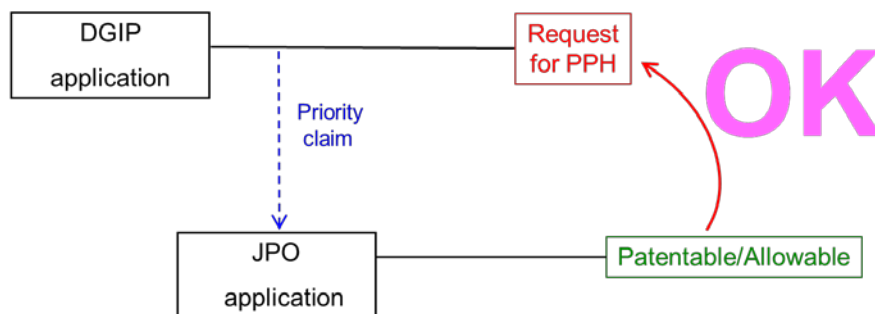 DGIP
application
Request
for PPH
OK
Priority
claim
JPO
application
Patentable/Allowable